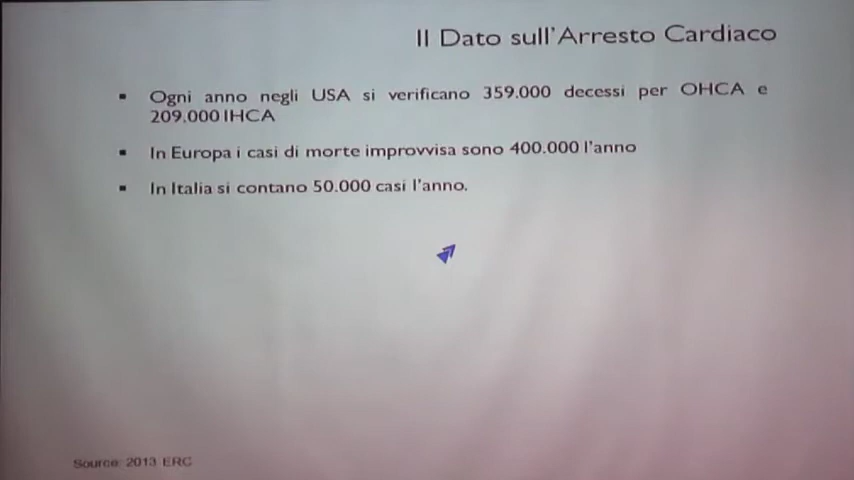 Il Dato sull'Arresto Cardiaco
▪ Ogni anno negli USA si verificano 359.000 decessi per OHCA e
209.000 IHCA
▪ In Europa i casi di morte improvvisa sono 400.000 l'anno
▪ In Italia si contano 50.000 casi l'anno.
Source: 2013 ERC